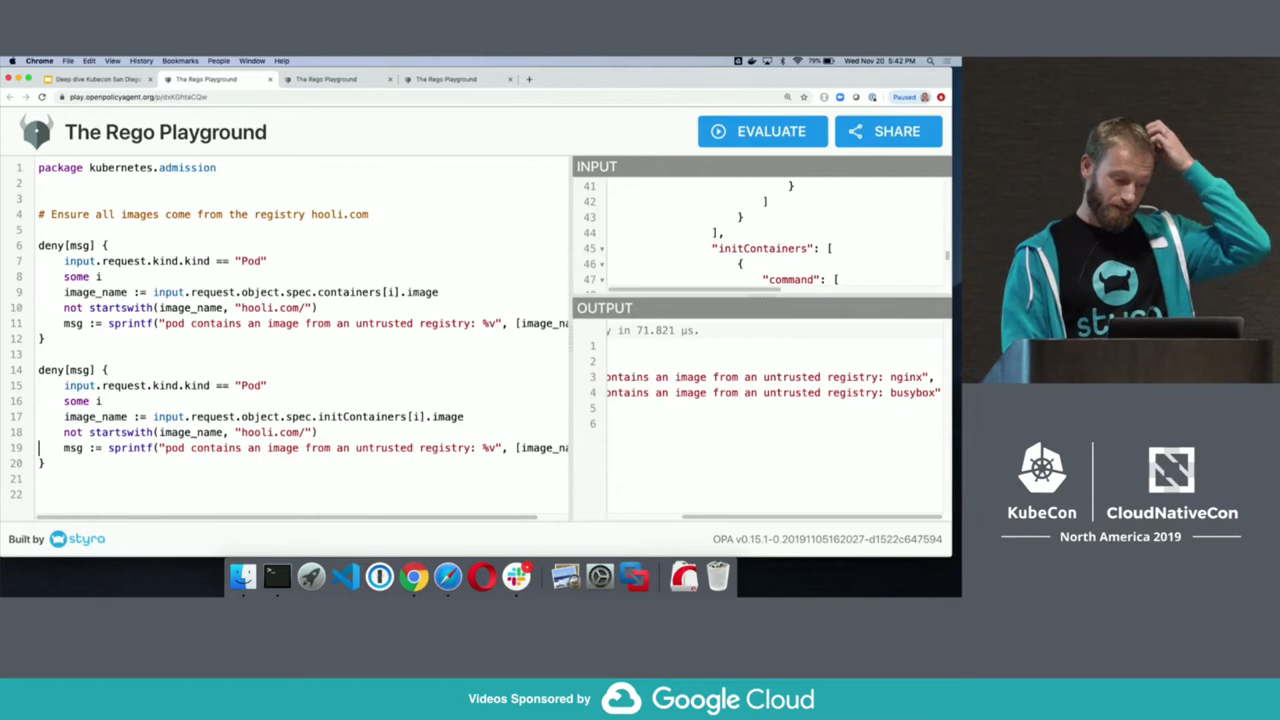 Chrome File Edit View History Bookmarks People Window Help
79% Wed Nov 20 5:42 PM
Deep dive Kubecon San Diego
The Rego Playground
The Rego Playground
The Rego Playground
play.openpolicyagent.org/p/dxKGhtaCQw
Paused
The Rego Playground
EVALUATE
SHARE
1 package kubernetes.admission
2
3
4 # Ensure all images come from the registry hooli.com
5
6 deny[msg] {
7 input.request.kind.kind == "Pod"
8 some i
9 image_name := input.request.object.spec.containers[i].image
10 not startswith(image_name, "hooli.com/")
11 msg := sprintf("pod contains an image from an untrusted registry: %v", [image_na
12 }
13
14 deny[msg] {
15 input.request.kind.kind == "Pod"
16 some i
17 image_name := input.request.object.spec.initContainers[i].image
18 not startswith(image_name, "hooli.com/")
19 msg := sprintf("pod contains an image from an untrusted registry: %v", [image_na
20 }
21
22
INPUT
41 }
42 ]
43 }
44 ],
45 "initContainers": [
46 {
47 "command": [
OUTPUT
y in 71.821 µs.
1
2
3 ontains an image from an untrusted registry: nginx",
4 ontains an image from an untrusted registry: busybox"
5
6
Built by styra
OPA v0.15.1-0.20191105162027-d1522c647594
styra
KubeCon
CloudNativeCon
North America 2019
Videos Sponsored by Google Cloud